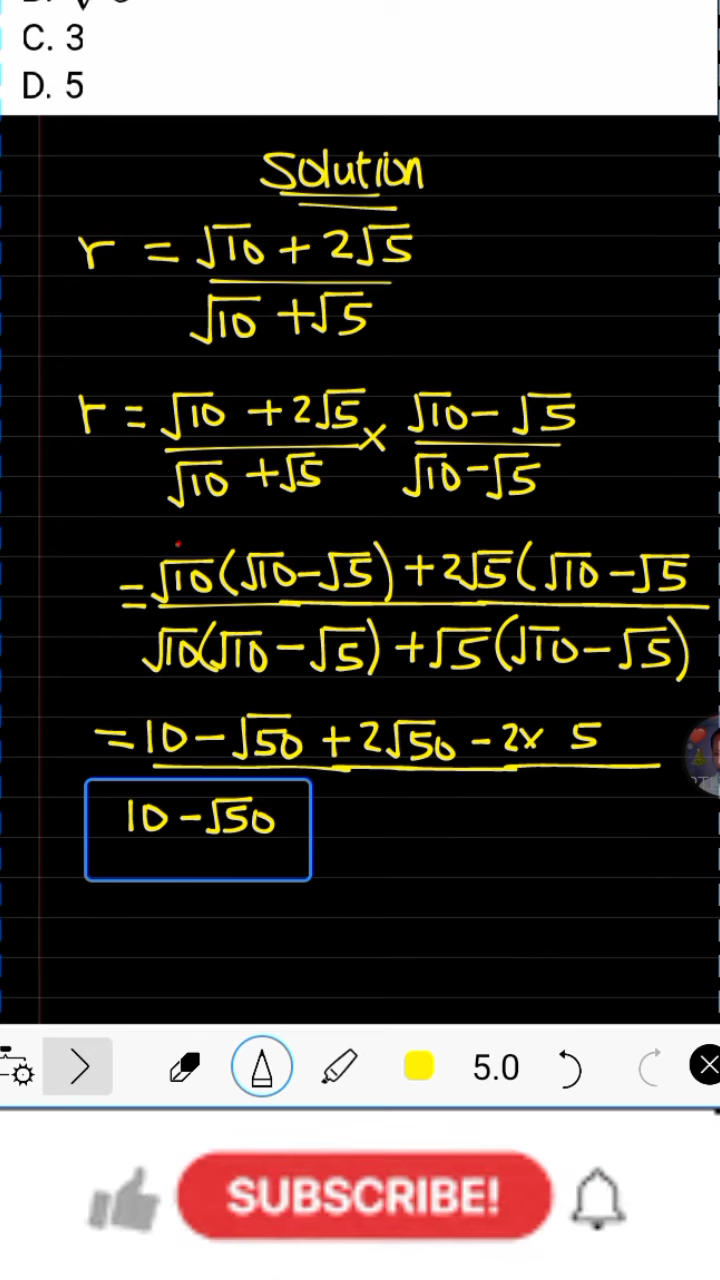 C. 3
D. 5
Solution
r = √10 + 2√5
√10 + √5
r = √10 + 2√5 × √10 - √5
√10 + √5 √10 - √5
= √10(√10 - √5) + 2√5(√10 - √5
√10(√10 - √5) + √5(√10 - √5)
= 10 - √50 + 2√50 - 2 × 5
10 - √50
5.0
SUBSCRIBE!